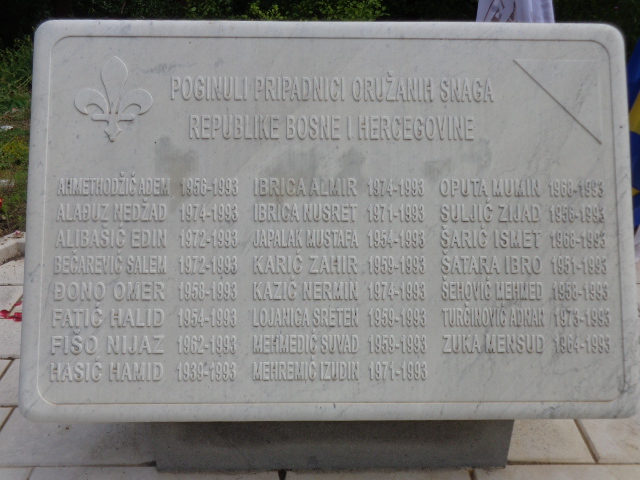 POGINULI PRIPADNICI ORUŽANIH SNAGA
REPUBLIKE BOSNE I HERCEGOVINE
AHMETHODŽIĆ ADEM 1956-1993
ALABUZ NEDŽAD 1974-1993
ALIBAŠIĆ EDIN 1972-1993
BEČAREVIĆ SALEM 1972-1993
ĐONO OMER 1958-1993
FATIĆ HALID 1954-1993
FIŠO NIJAZ 1962-1993
HASIĆ HAMID 1939-1993
IBRICA ALMIR 1974-1993
IBRICA NUSRET 1971-1993
JAPALAK MUSTAFA 1954-1993
KARIĆ ZAHIR 1959-1993
KAZIĆ NERMIN 1974-1993
LOJANICA SRETEN 1959-1993
MEHMEDIĆ SUVAD 1959-1993
MEHREMIĆ IZUDIN 1971-1993
OPUTA MUMIN 1968-1993
SULJIĆ ZIJAD 1956-1993
ŠARIĆ ISMET 1968-1993
ŠATARA IBRO 1951-1993
ŠEHOVIĆ MEHMED 1958-1993
TURČINOVIĆ ADNAN 1973-1993
ZUKA MENSUD 1964-1993